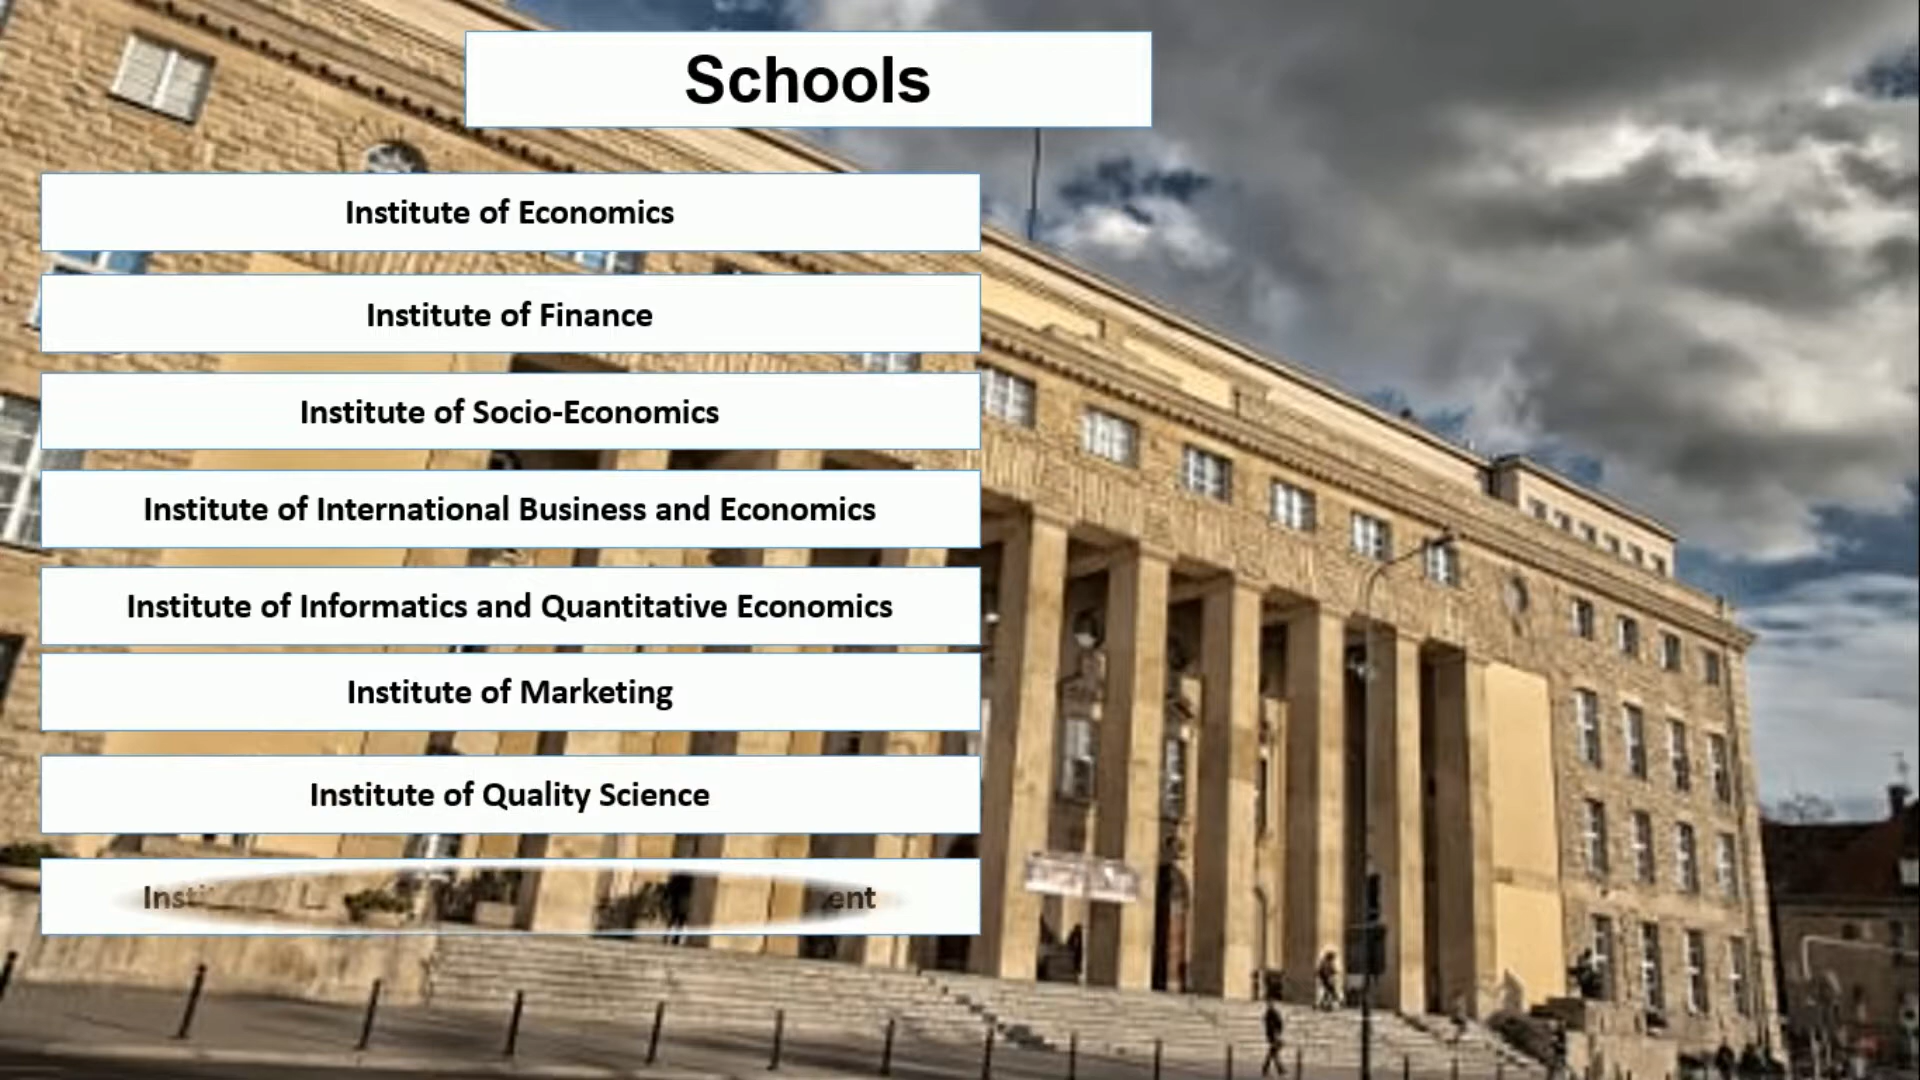 Schools
Institute of Economics
Institute of Finance
Institute of Socio-Economics
Institute of International Business and Economics
Institute of Informatics and Quantitative Economics
Institute of Marketing
Institute of Quality Science